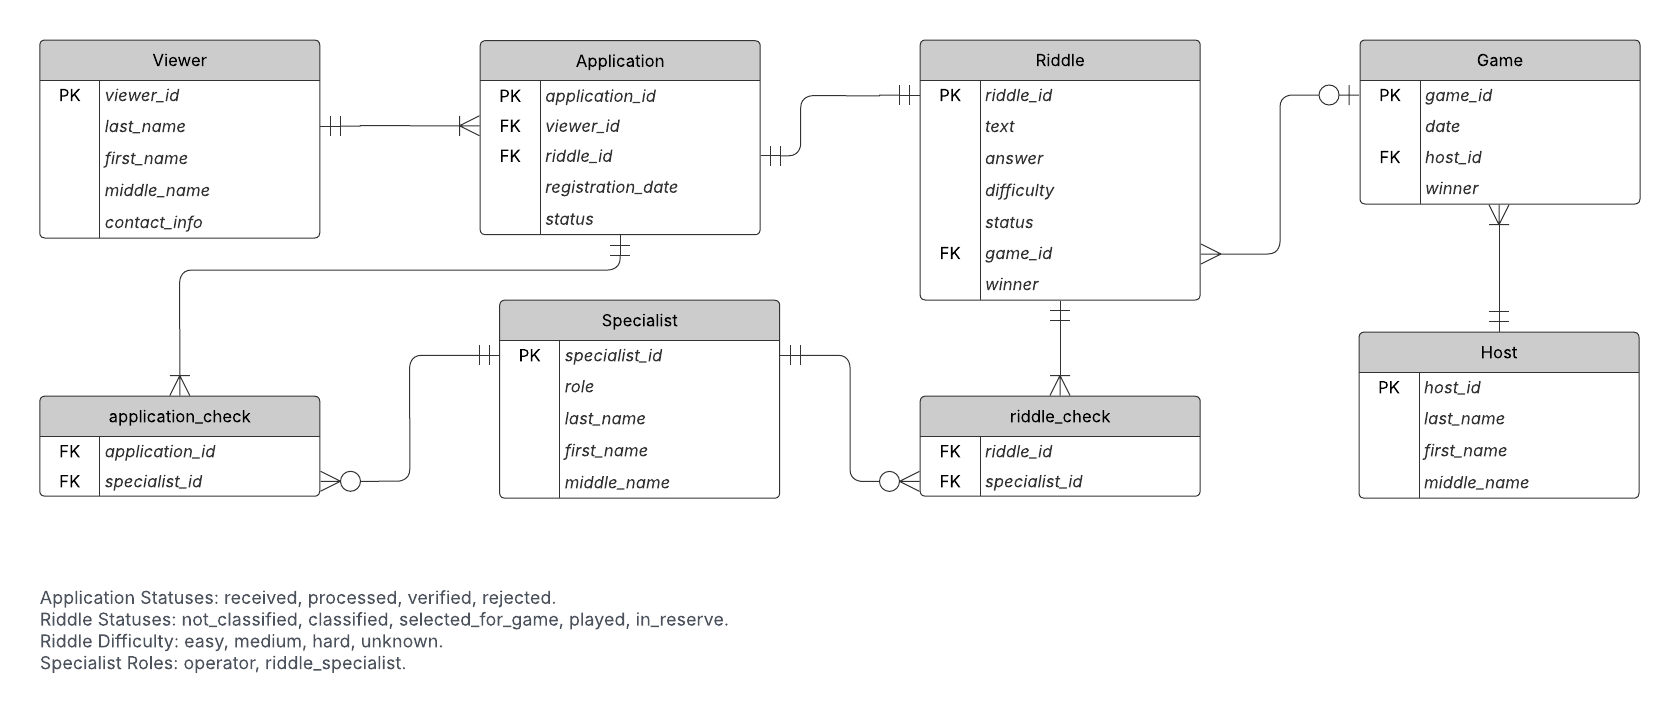 Viewer
PK viewer_id
last_name
first_name
middle_name
contact_info
Application
PK application_id
FK viewer_id
FK riddle_id
registration_date
status
Riddle
PK riddle_id
text
answer
difficulty
status
FK game_id
winner
Game
PK game_id
date
FK host_id
winner
application_check
FK application_id
FK specialist_id
Specialist
PK specialist_id
role
last_name
first_name
middle_name
riddle_check
FK riddle_id
FK specialist_id
Host
PK host_id
last_name
first_name
middle_name
Application Statuses: received, processed, verified, rejected.
Riddle Statuses: not_classified, classified, selected_for_game, played, in_reserve.
Riddle Difficulty: easy, medium, hard, unknown.
Specialist Roles: operator, riddle_specialist.